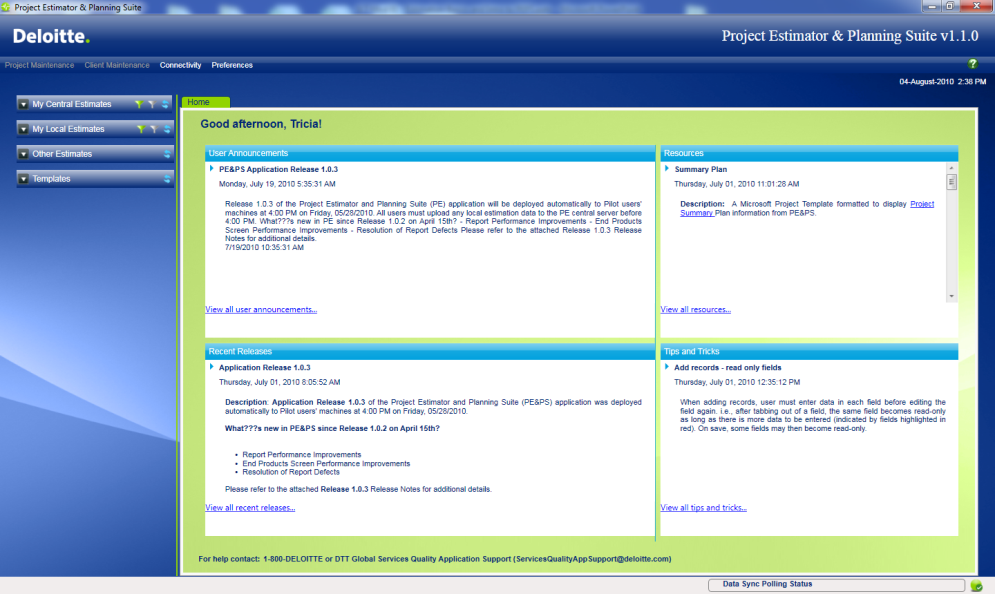 Project Estimator & Planning Suite
Deloitte.
Project Estimator & Planning Suite v1.1.0
Project Maintenance Client Maintenance Connectivity Preferences
04-August-2010 2:38 PM
My Central Estimates
My Local Estimates
Other Estimates
Templates
Home
Good afternoon, Tricia!
User Announcements
PE&PS Application Release 1.0.3
Monday, July 19, 2010 5:35:31 AM
Release 1.0.3 of the Project Estimator and Planning Suite (PE) application will be deployed automatically to Pilot users'
machines at 4:00 PM on Friday, 05/28/2010. All users must upload any local estimation data to the PE central server before
4:00 PM. What???s new in PE since Release 1.0.2 on April 15th? - Report Performance Improvements - End Products
Screen Performance Improvements - Resolution of Report Defects Please refer to the attached Release 1.0.3 Release
Notes for additional details.
7/19/2010 10:35:31 AM
View all user announcements...
Resources
Summary Plan
Thursday, July 01, 2010 11:01:28 AM
Description: A Microsoft Project Template formatted to display Project
Summary Plan information from PE&PS.
View all resources...
Recent Releases
Application Release 1.0.3
Thursday, July 01, 2010 8:05:52 AM
Description: Application Release 1.0.3 of the Project Estimator and Planning Suite (PE&PS) application was deployed
automatically to Pilot users' machines at 4:00 PM on Friday, 05/28/2010.
What???s new in PE&PS since Release 1.0.2 on April 15th?
• Report Performance Improvements
• End Products Screen Performance Improvements
• Resolution of Report Defects
Please refer to the attached Release 1.0.3 Release Notes for additional details.
View all recent releases...
Tips and Tricks
Add records - read only fields
Thursday, July 01, 2010 12:35:12 PM
When adding records, user must enter data in each field before editing the
field again. i.e., after tabbing out of a field, the same field becomes read-only
as long as there is more data to be entered (indicated by fields highlighted in
red). On save, some fields may then become read-only.
View all tips and tricks...
For help contact: 1-800-DELOITTE or DTT Global Services Quality Application Support (ServicesQualityAppSupport@deloitte.com)
Data Sync Polling Status